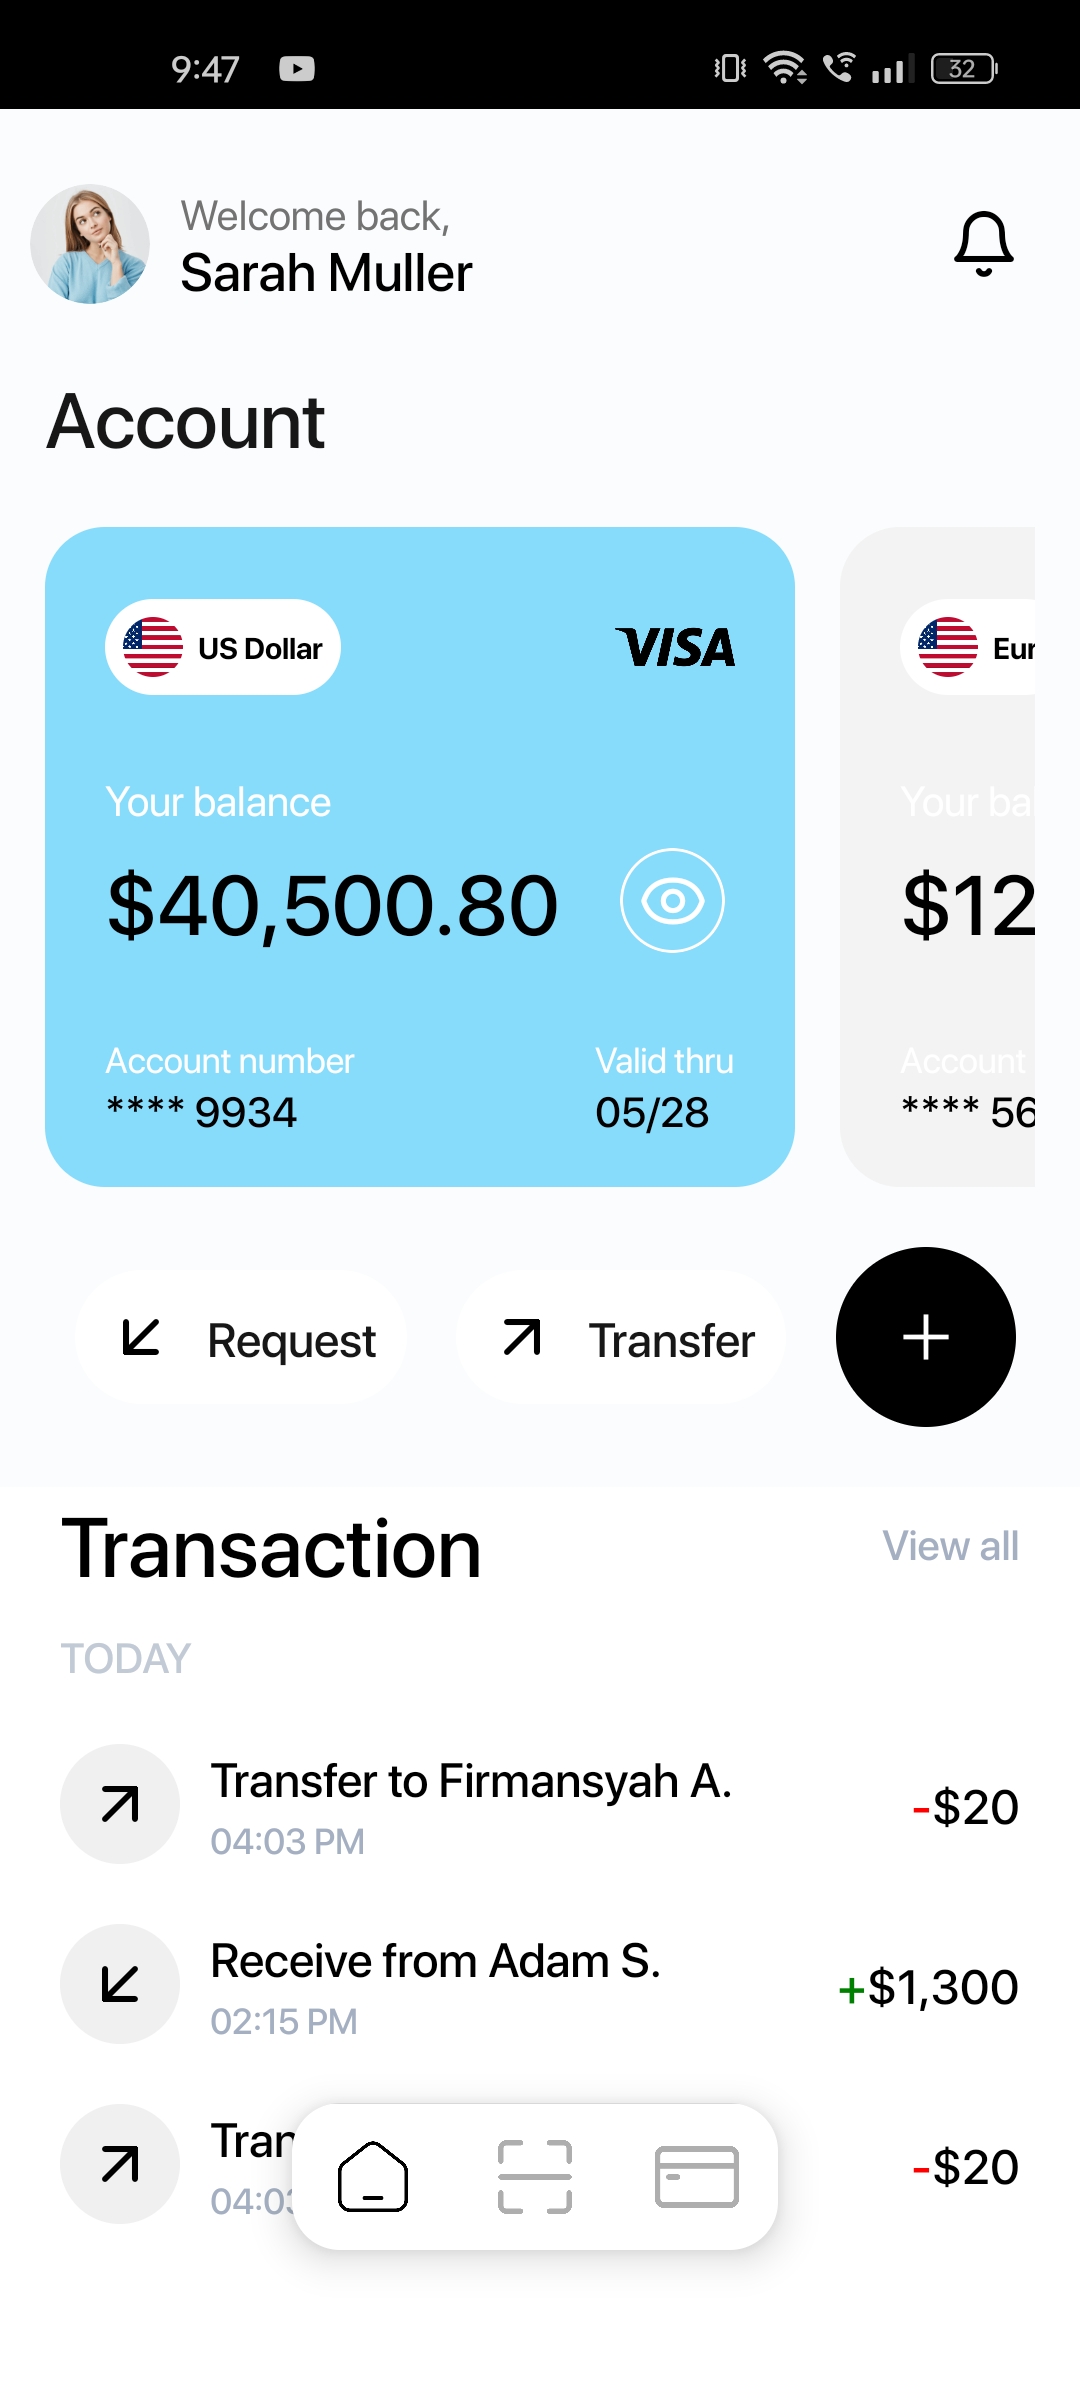 9:47
32
Welcome back,
Sarah Muller
Account
US Dollar
VISA
Your balance
$40,500.80
Account number
**** 9934
Valid thru
05/28
Eur
Your bal
$12
Account
**** 56
Request
Transfer
Transaction
View all
TODAY
Transfer to Firmansyah A.
04:03 PM
-$20
Receive from Adam S.
02:15 PM
+$1,300
Tran
04:03
-$20